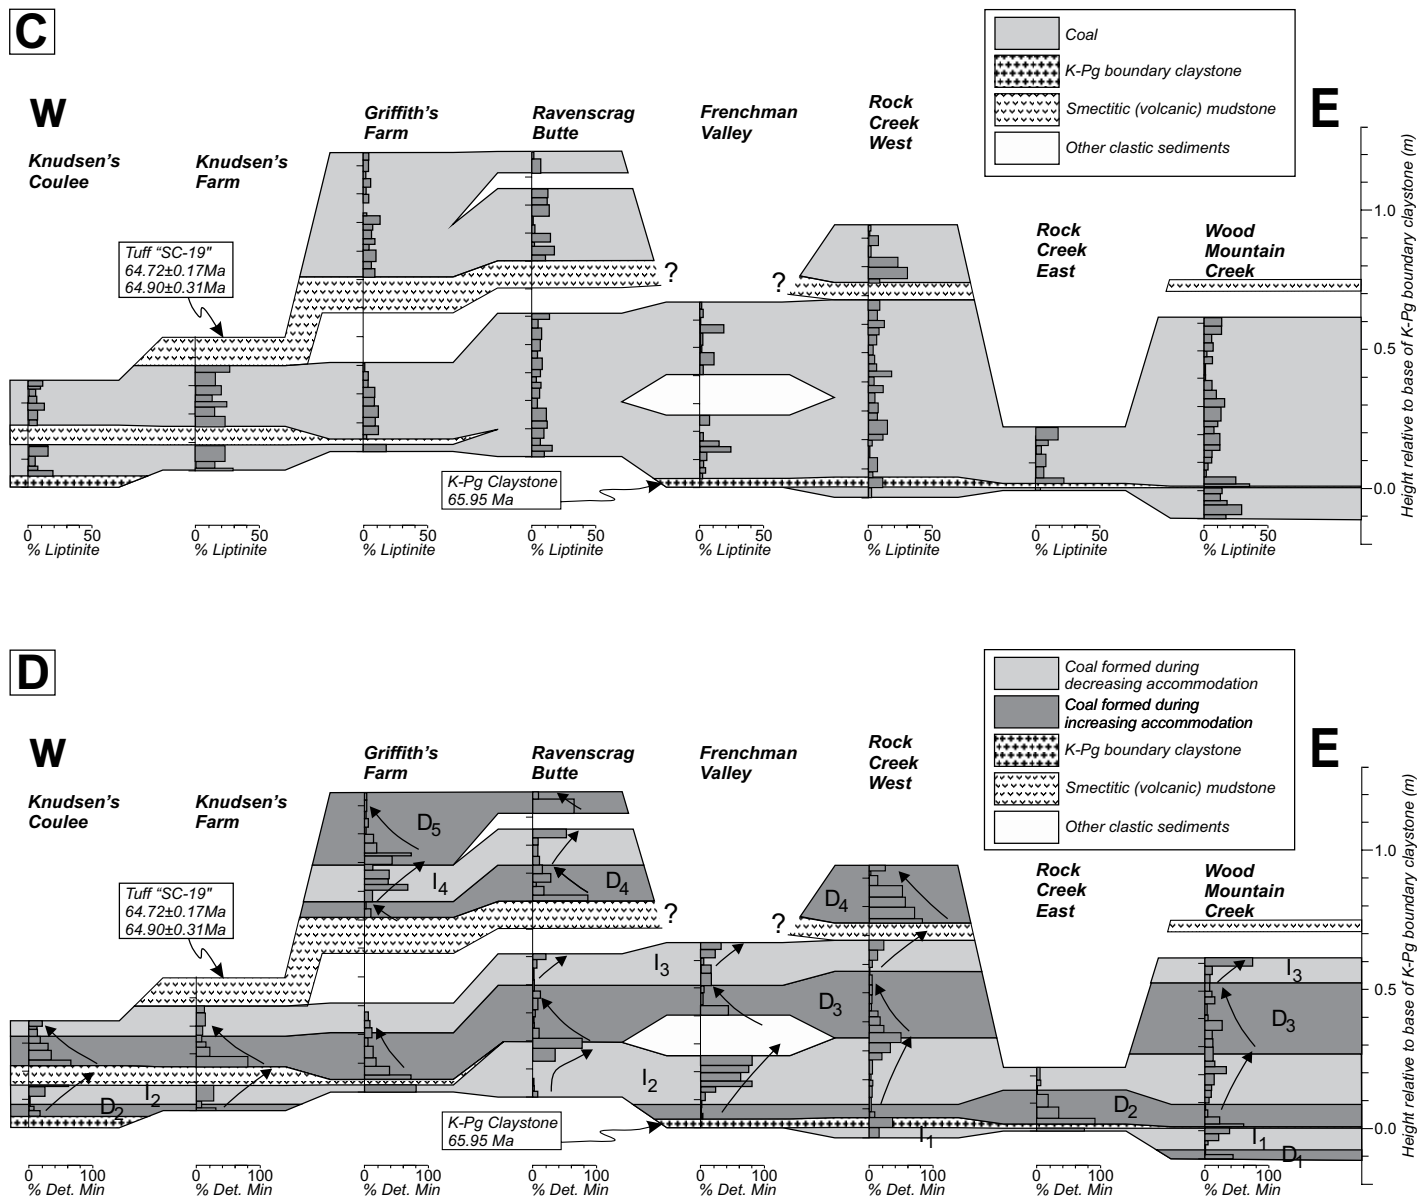 C
W
E
Coal
K-Pg boundary claystone
Smectitic (volcanic) mudstone
Other clastic sediments
Knudsen's
Coulee
Knudsen's
Farm
Griffith's
Farm
Ravenscrag
Butte
Frenchman
Valley
Rock
Creek
West
Rock
Creek
East
Wood
Mountain
Creek
Tuff “SC-19"
64.72±0.17Ma
64.90±0.31Ma
?
?
K-Pg Claystone
65.95 Ma
1.0
0.5
0.0
Height relative to base of K-Pg boundary claystone (m)
0 50
% Liptinite
0 50
% Liptinite
0 50
% Liptinite
0 50
% Liptinite
0 50
% Liptinite
0 50
% Liptinite
0 50
% Liptinite
0 50
% Liptinite
D
W
E
Coal formed during
decreasing accommodation
Coal formed during
increasing accommodation
K-Pg boundary claystone
Smectitic (volcanic) mudstone
Other clastic sediments
Knudsen's
Coulee
Knudsen's
Farm
Griffith's
Farm
Ravenscrag
Butte
Frenchman
Valley
Rock
Creek
West
Rock
Creek
East
Wood
Mountain
Creek
Tuff “SC-19"
64.72±0.17Ma
64.90±0.31Ma
D5
I4
D4
?
?
D4
I3
D3
I2
I3
D3
D2
I2
D2
I1
I1
D1
K-Pg Claystone
65.95 Ma
1.0
0.5
0.0
Height relative to base of K-Pg boundary claystone (m)
0 100
% Det. Min
0 100
% Det. Min
0 100
% Det. Min
0 100
% Det. Min
0 100
% Det. Min
0 100
% Det. Min
0 100
% Det. Min
0 100
% Det. Min